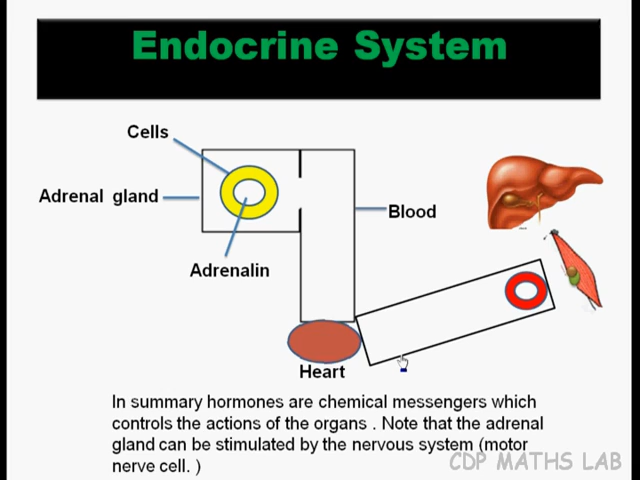 Endocrine System
Cells
Adrenal gland
Blood
Adrenalin
Heart
In summary hormones are chemical messengers which
controls the actions of the organs . Note that the adrenal
gland can be stimulated by the nervous system (motor
nerve cell. )
CDP MATHS LAB